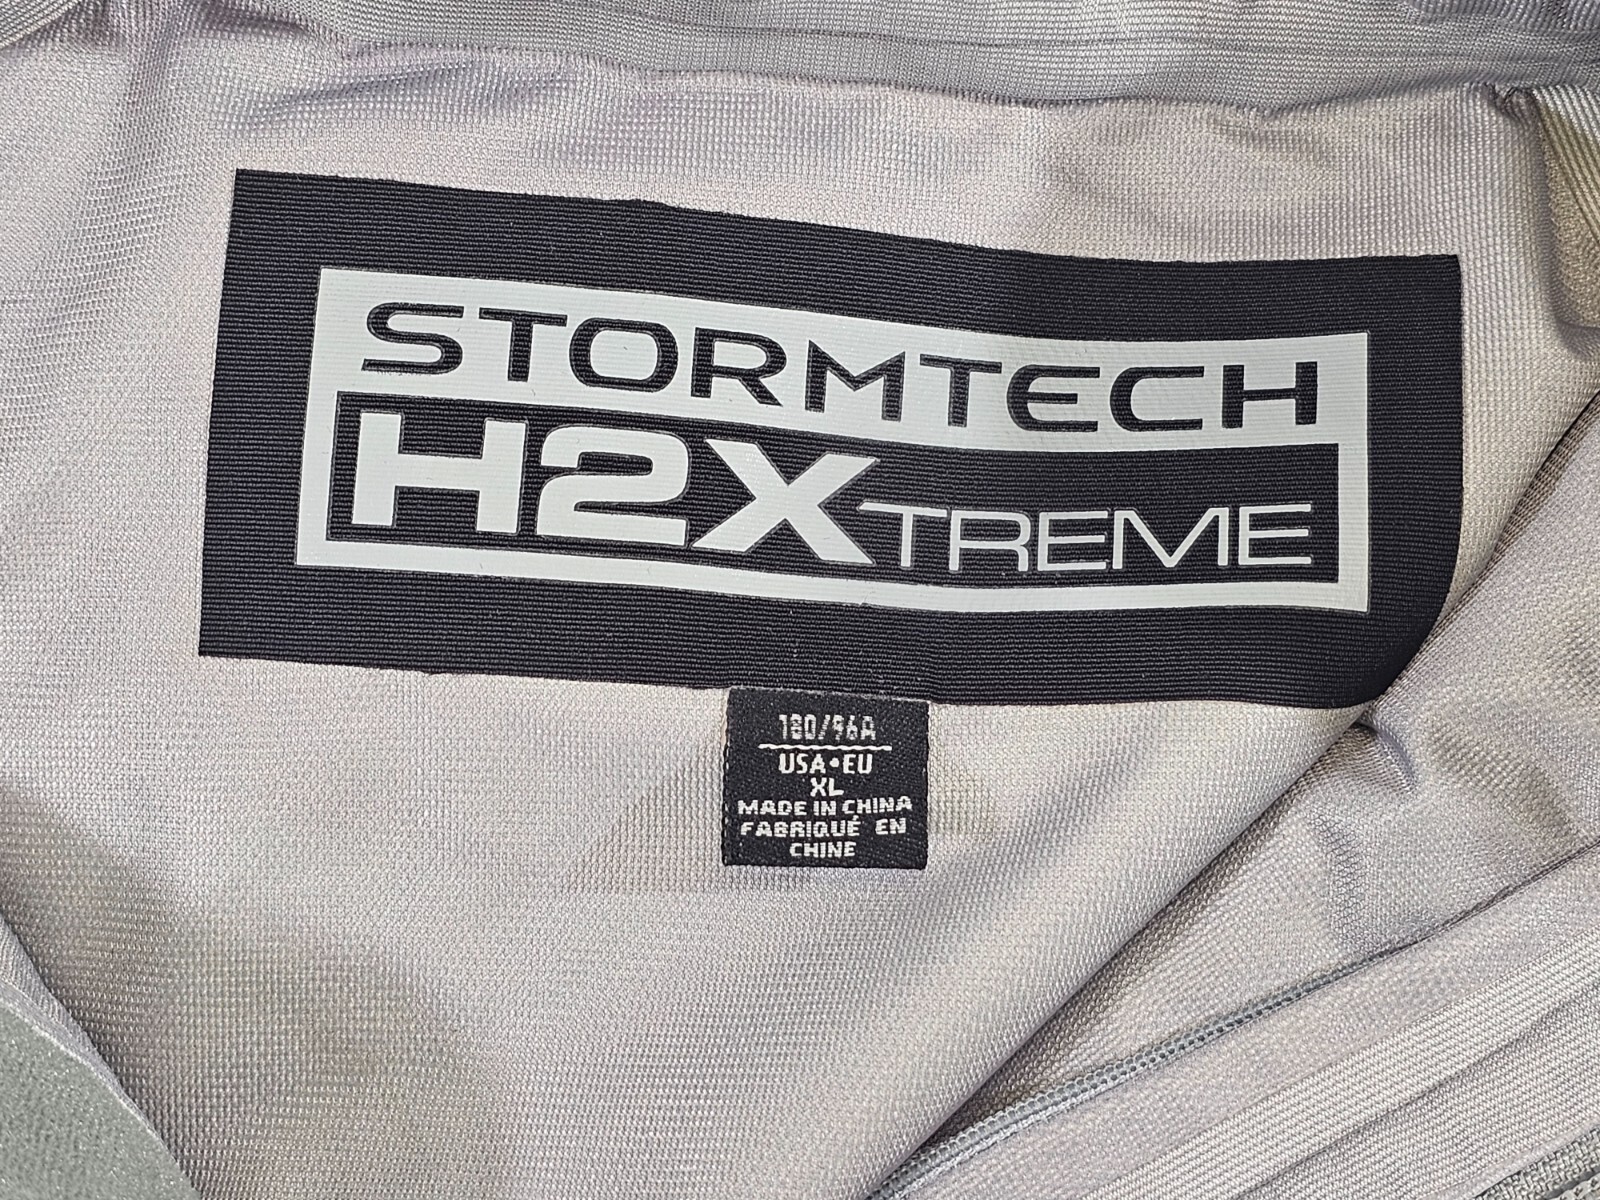 STORMTECH
H2XTREME
180/96A
USA•EU
XL
MADE IN CHINA
FABRIQUÉ EN
CHINE